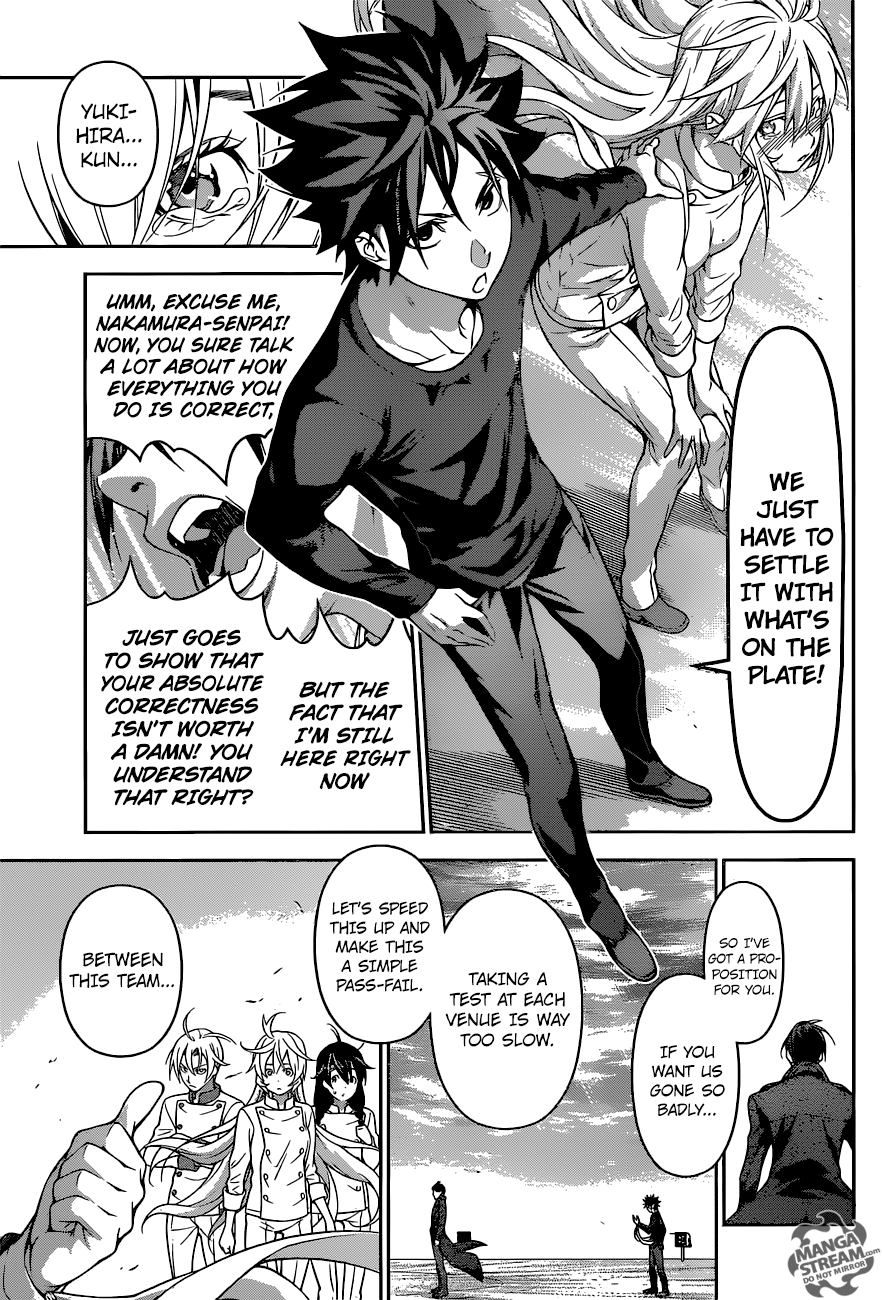 YUKI-
HIRA...
KUN...
WE
JUST
HAVE TO
SETTLE
IT WITH
WHAT'S
ON THE
PLATE!
UMM, EXCUSE ME,
NAKAMURA-SENPAI!
NOW, YOU SURE TALK
A LOT ABOUT HOW
EVERYTHING YOU
DO IS CORRECT,
BUT THE
FACT THAT
I'M STILL
HERE RIGHT
NOW
JUST GOES
TO SHOW THAT
YOUR ABSOLUTE
CORRECTNESS
ISN'T WORTH
A DAMN! YOU
UNDERSTAND
THAT RIGHT?
SO I'VE
GOT A PRO-
POSITION
FOR YOU.
IF YOU
WANT US
GONE SO
BADLY...
TAKING A
TEST AT EACH
VENUE IS WAY
TOO SLOW.
LET'S SPEED
THIS UP AND
MAKE THIS
A SIMPLE
PASS-FAIL.
BETWEEN
THIS TEAM...
MANGA
STREAM.com
DO NOT MIRROR